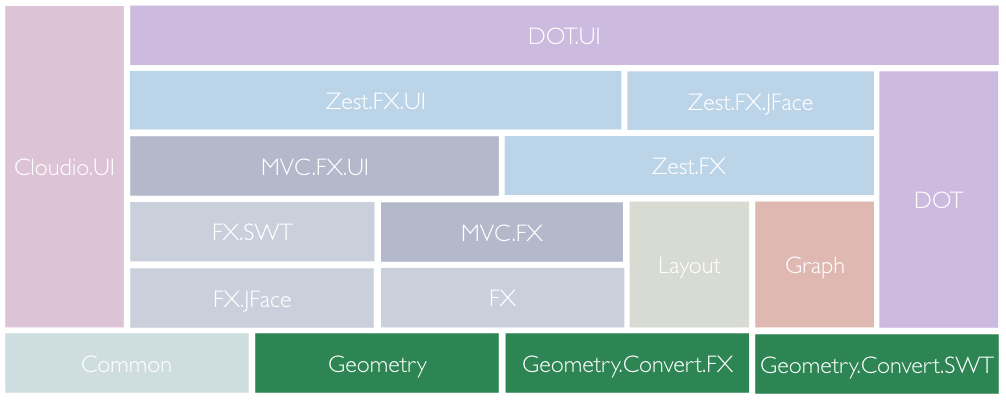 DOT.UI
Zest.FX.UI
Zest.FX.JFace
Cloudio.UI
MVC.FX.UI
Zest.FX
DOT
FX.SWT
MVC.FX
Layout
Graph
FX.JFace
FX
Common
Geometry
Geometry.Convert.FX
Geometry.Convert.SWT